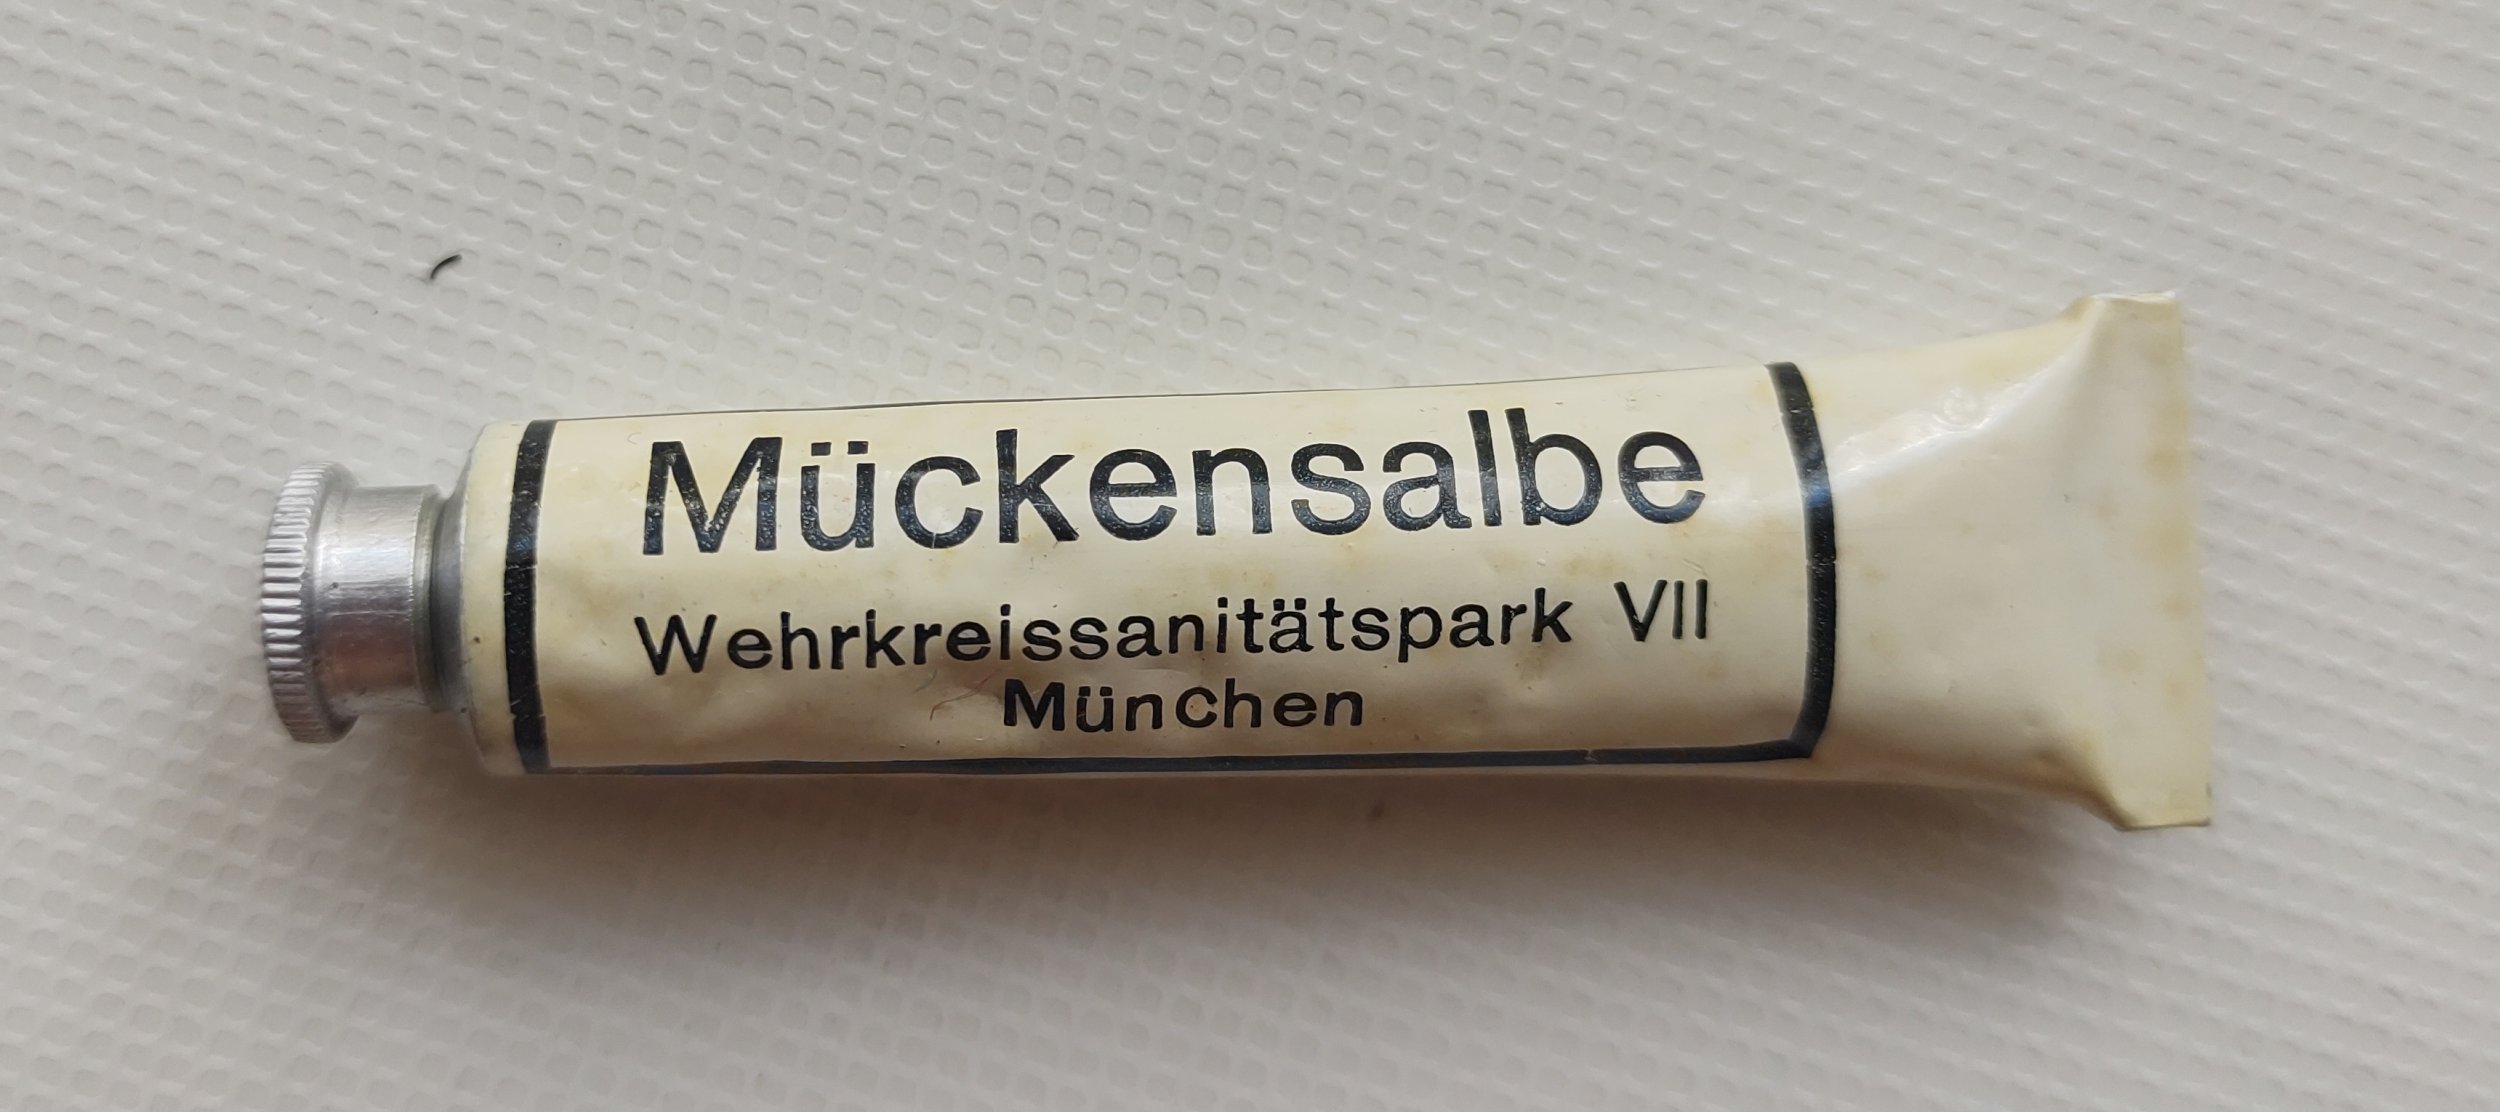 Mückensalbe
Wehrkreissanitätspark VII
München